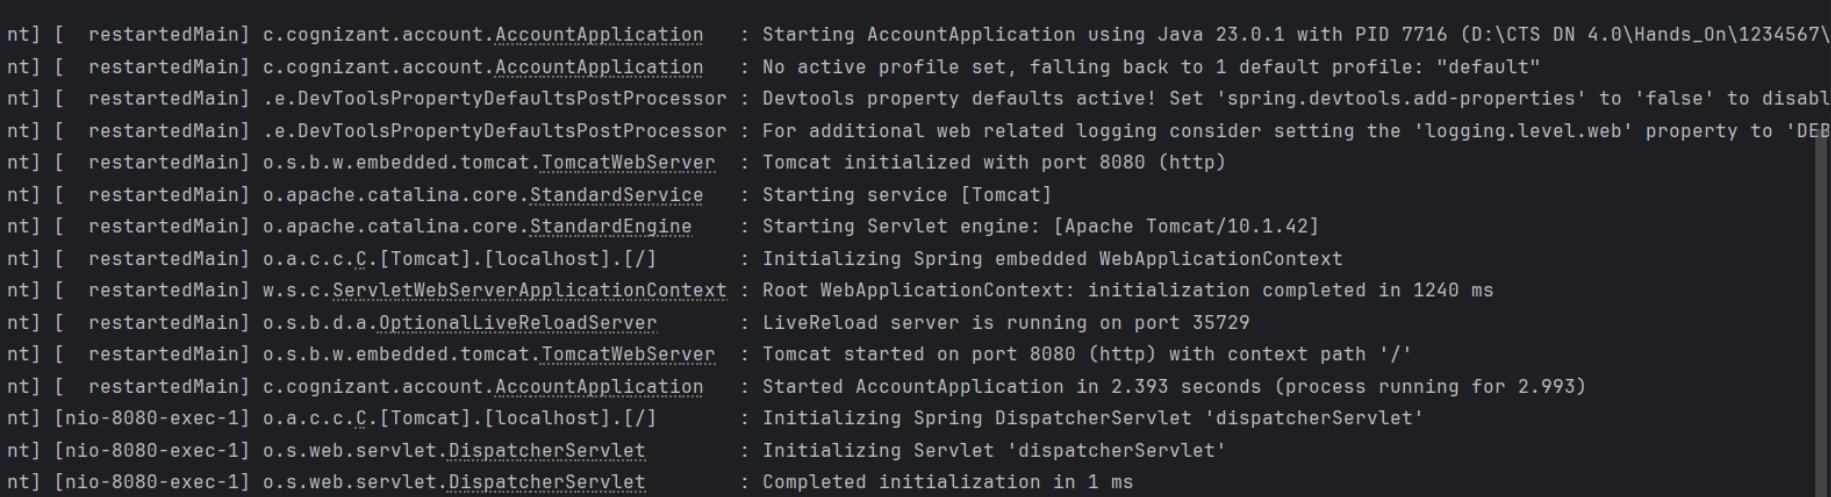 nt] [  restartedMain] c.cognizant.account.AccountApplication   : Starting AccountApplication using Java 23.0.1 with PID 7716 (D:\CTS DN 4.0\Hands_On\1234567\
nt] [  restartedMain] c.cognizant.account.AccountApplication   : No active profile set, falling back to 1 default profile: "default"
nt] [  restartedMain] .e.DevToolsPropertyDefaultsPostProcessor : Devtools property defaults active! Set 'spring.devtools.add-properties' to 'false' to disabl
nt] [  restartedMain] .e.DevToolsPropertyDefaultsPostProcessor : For additional web related logging consider setting the 'logging.level.web' property to 'DEB
nt] [  restartedMain] o.s.b.w.embedded.tomcat.TomcatWebServer  : Tomcat initialized with port 8080 (http)
nt] [  restartedMain] o.apache.catalina.core.StandardService   : Starting service [Tomcat]
nt] [  restartedMain] o.apache.catalina.core.StandardEngine    : Starting Servlet engine: [Apache Tomcat/10.1.42]
nt] [  restartedMain] o.a.c.c.C.[Tomcat].[localhost].[/]       : Initializing Spring embedded WebApplicationContext
nt] [  restartedMain] w.s.c.ServletWebServerApplicationContext : Root WebApplicationContext: initialization completed in 1240 ms
nt] [  restartedMain] o.s.b.d.a.OptionalLiveReloadServer       : LiveReload server is running on port 35729
nt] [  restartedMain] o.s.b.w.embedded.tomcat.TomcatWebServer  : Tomcat started on port 8080 (http) with context path '/'
nt] [  restartedMain] c.cognizant.account.AccountApplication   : Started AccountApplication in 2.393 seconds (process running for 2.993)
nt] [nio-8080-exec-1] o.a.c.c.C.[Tomcat].[localhost].[/]       : Initializing Spring DispatcherServlet 'dispatcherServlet'
nt] [nio-8080-exec-1] o.s.web.servlet.DispatcherServlet        : Initializing Servlet 'dispatcherServlet'
nt] [nio-8080-exec-1] o.s.web.servlet.DispatcherServlet        : Completed initialization in 1 ms